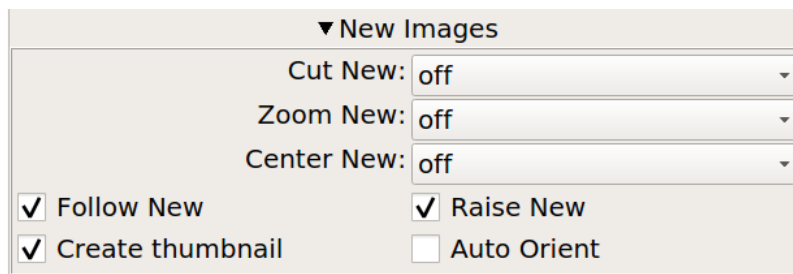 New Images
Cut New: off
Zoom New: off
Center New: off
Follow New Raise New
Create thumbnail Auto Orient